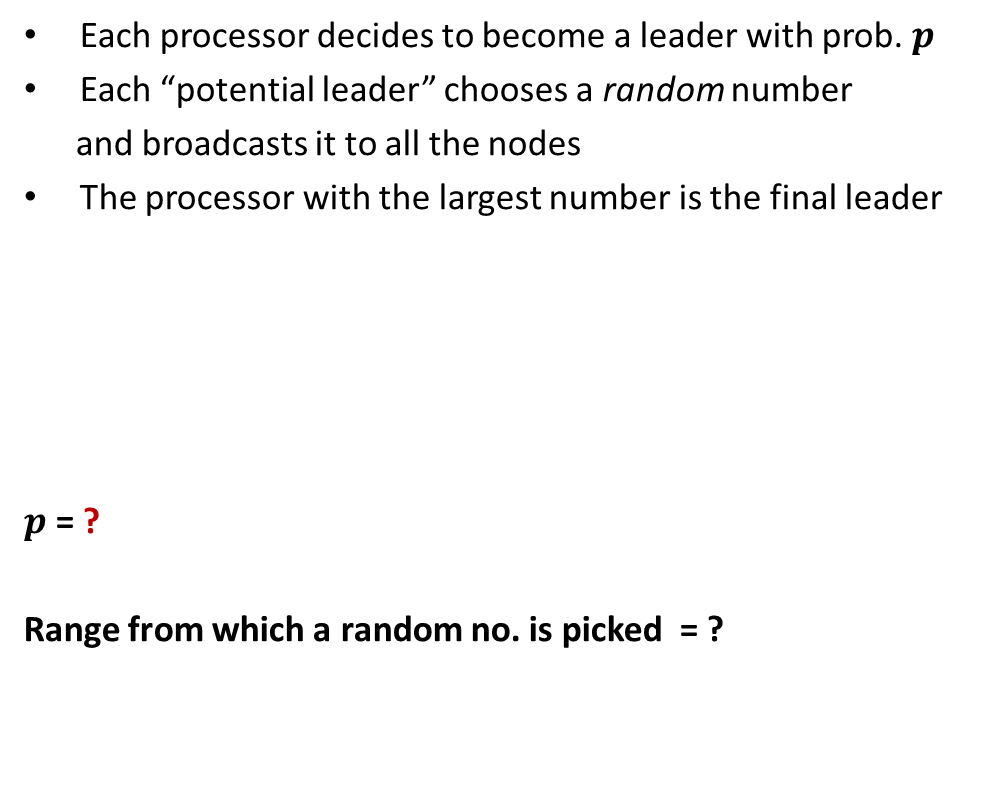 • Each processor decides to become a leader with prob. p
• Each “potential leader” chooses a random number
and broadcasts it to all the nodes
• The processor with the largest number is the final leader
p = ?
Range from which a random no. is picked = ?